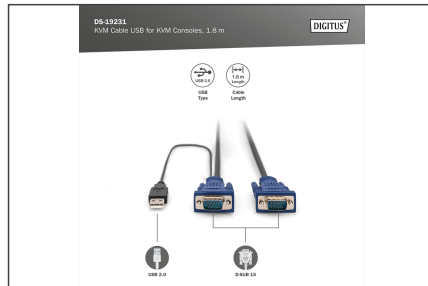 DS-19231
KVM Cable USB for KVM Consoles, 1.8 m
DIGITUS®
USB 2.0
1.8 m
Length
USB
Type
Cable
Length
USB 2.0
D-SUB 15